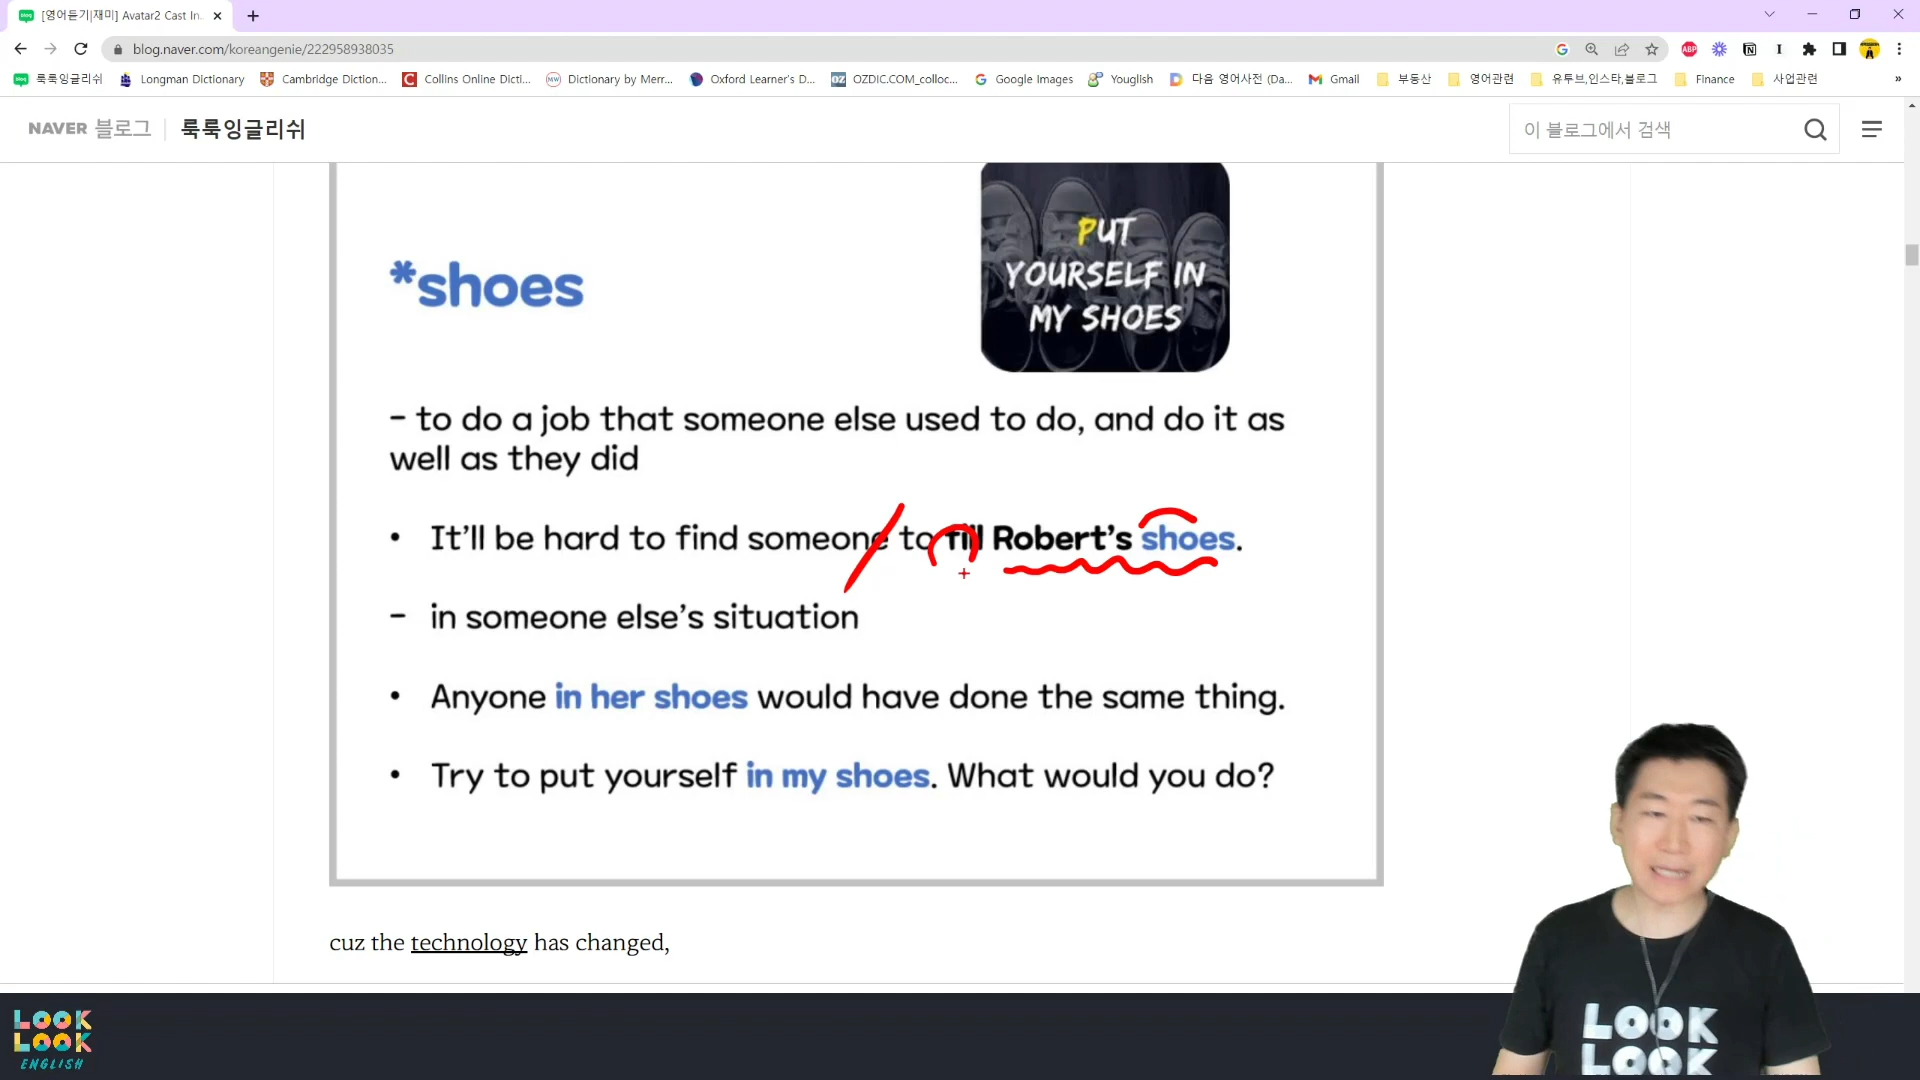 [영어듣기|재미] Avatar2 Cast In
blog.naver.com/koreangenie/222958938035
룩룩잉글리쉬 Longman Dictionary Cambridge Diction... Collins Online Dicti... Dictionary by Merr... Oxford Learner's D... OZDIC.COM_colloc... Google Images Youglish 다음 영어사전 (Da... Gmail 부동산 영어관련 유투브,인스타,블로그 Finance 사업관련 »
NAVER 블로그 룩룩잉글리쉬 이 블로그에서 검색
PUT
YOURSELF IN
MY SHOES
*shoes
- to do a job that someone else used to do, and do it as
well as they did
• It'll be hard to find someone to fill Robert's shoes.
- in someone else's situation
• Anyone in her shoes would have done the same thing.
• Try to put yourself in my shoes. What would you do?
cuz the technology has changed,
LOOK
LOOK
ENGLISH
LOOK
LOOK